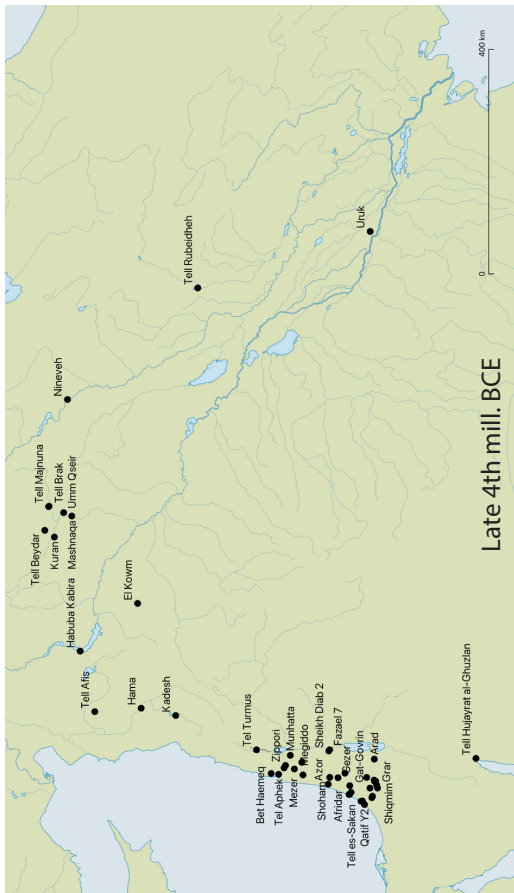 Tell Majnuna
Tell Beydar
Kuran
Tell Brak
Nineveh
Mashnaqa
Umm Qseir
Habuba Kabira
Tell Afis
El Kowm
Hama
Kadesh
Tell Rubeidheh
Tel Turmus
Bet Haemeq
Zippori
Tel Aphek
Munhatta
Mezer
Megiddo
Sheikh Diab 2
Azor
Shoham
Fazael 7
Afridar
Gezer
Tell es-Sakan
Gat-Govrin
Uruk
Qatif Y2
Arad
Grar
Shiqmim
Tell Hujayrat al-Ghuzlan
Late 4th mill. BCE
0
400 km